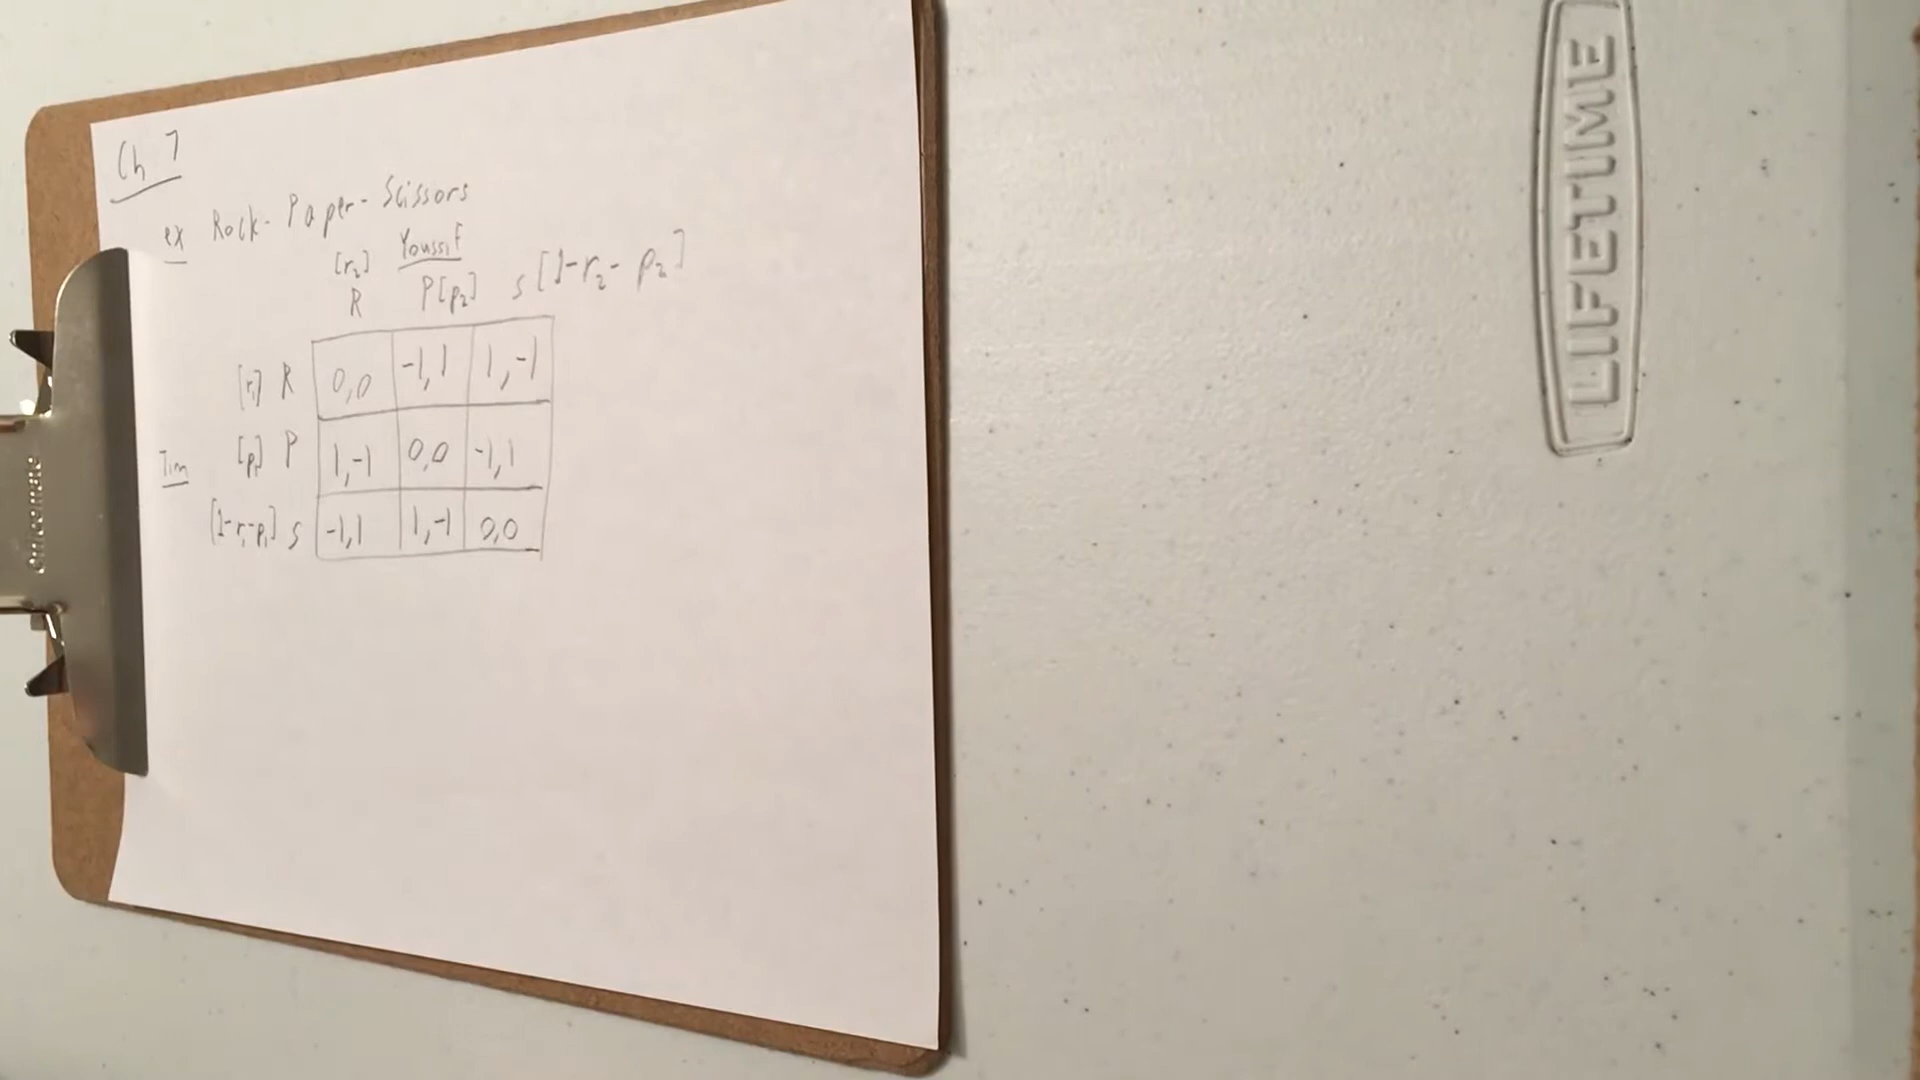 Ch 7
ex Rock-Paper-Scissors
Youssif
[r₂]
R P[p₂] S[1-r₂-p₂]
[r₁] R 0,0 -1,1 1,-1
Tim [p₁] P 1,-1 0,0 -1,1
[1-r₁-p₁] S -1,1 1,-1 0,0
Officemate
LIFETIME